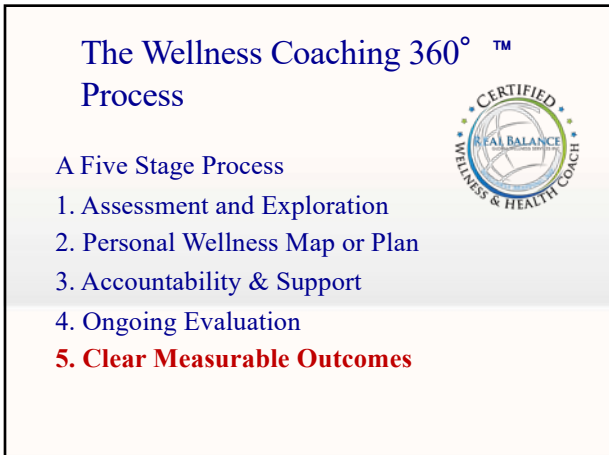 The Wellness Coaching 360° ™
Process
CERTIFIED
REAL BALANCE
WELLNESS & HEALTH COACH
A Five Stage Process
1. Assessment and Exploration
2. Personal Wellness Map or Plan
3. Accountability & Support
4. Ongoing Evaluation
5. Clear Measurable Outcomes